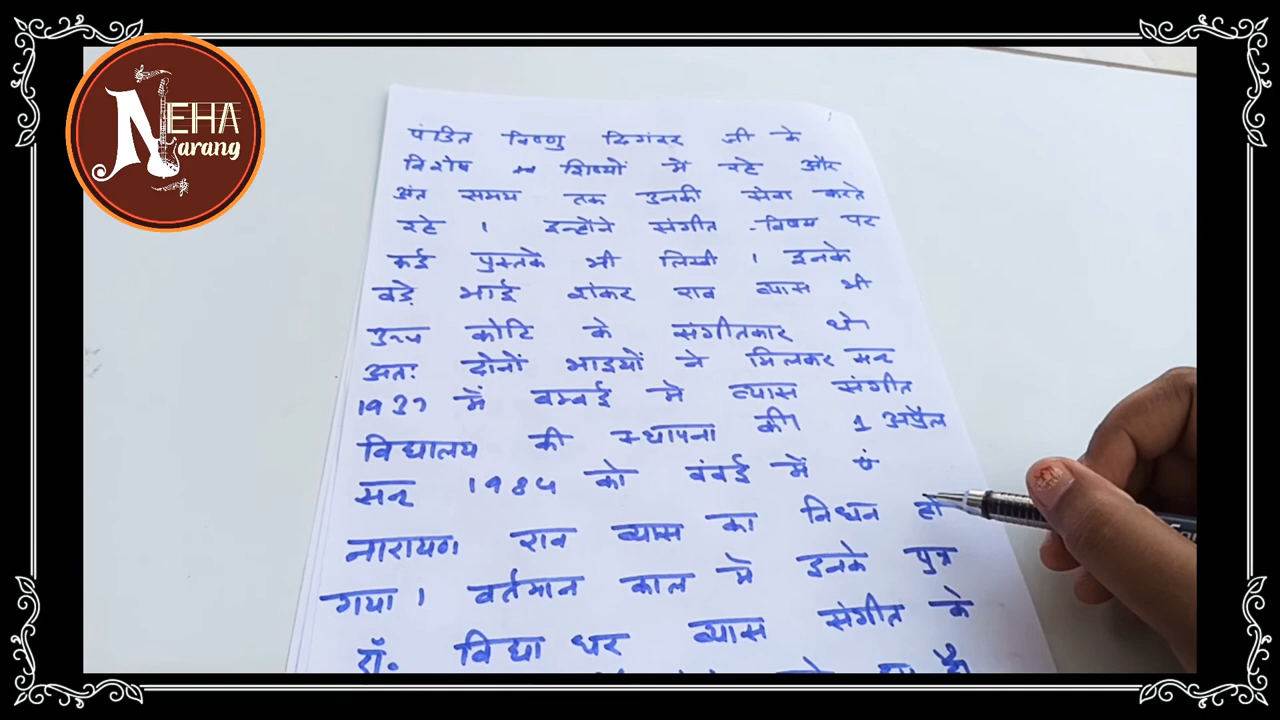 NEHA
Narang
पंडित विष्णु दिगंबर जी के
विशेष शिष्यों में रहे और
अंत समय तक उनकी सेवा करते
रहे । इन्होंने संगीत विषय पर
कई पुस्तकें भी लिखी । इनके
बड़े भाई शंकर राव व्यास भी
उच्च कोटि के संगीतकार थे।
अतः दोनों भाइयों ने मिलकर सन्
1937 में बम्बई में व्यास संगीत
विद्यालय की स्थापना की। 1 अप्रैल
सन् 1984 को बंबई में पं
नारायण राव व्यास का निधन हो
गया । वर्तमान काल में इनके पुत्र
डॉ. विद्या धर व्यास संगीत के